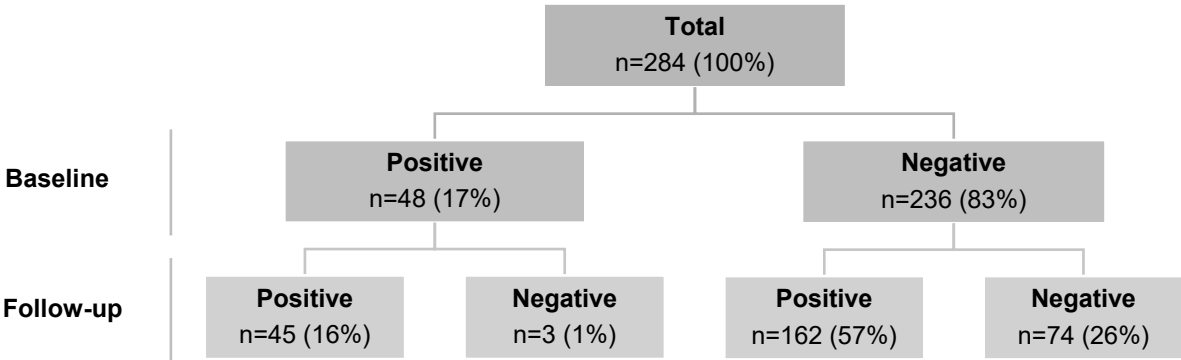 Total
n=284 (100%)
Baseline
Positive
n=48 (17%)
Negative
n=236 (83%)
Follow-up
Positive
n=45 (16%)
Negative
n=3 (1%)
Positive
n=162 (57%)
Negative
n=74 (26%)